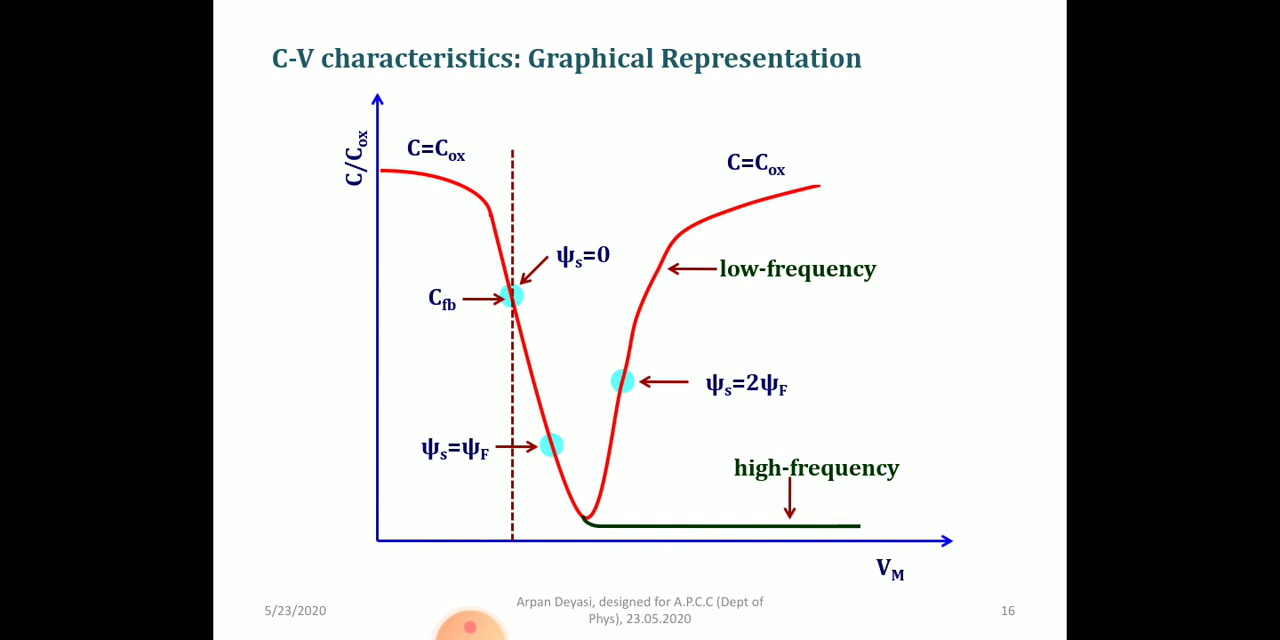 C-V characteristics: Graphical Representation
C/Cox
C=Cox
C=Cox
ψs=0
low-frequency
Cfb
ψs=2ψF
ψs=ψF
high-frequency
VM
5/23/2020
Arpan Deyasi, designed for A.P.C.C (Dept of
Phys), 23.05.2020
16